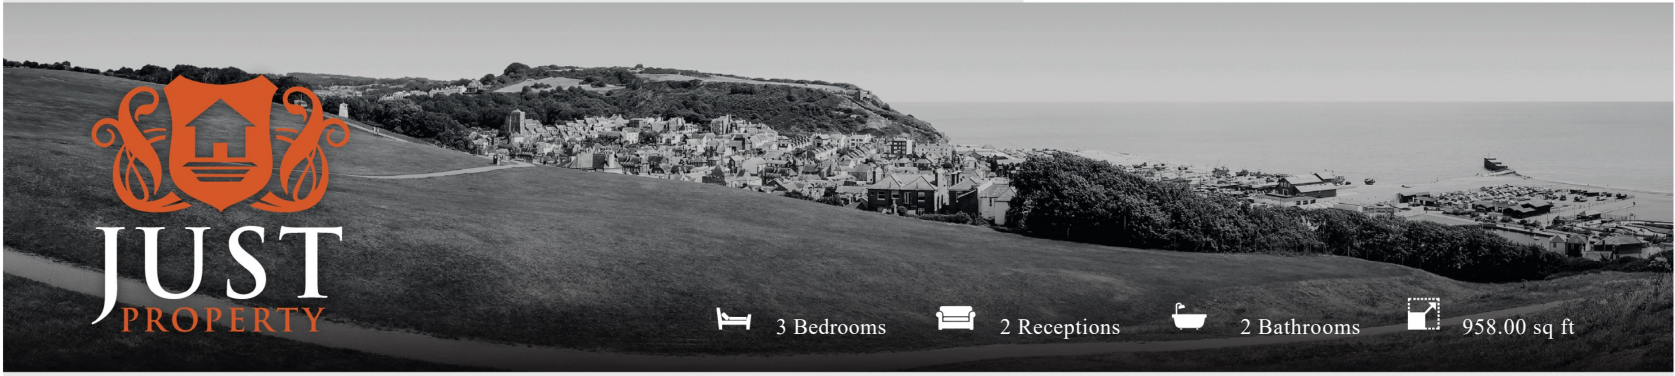 JUST
PROPERTY
3 Bedrooms
2 Receptions
2 Bathrooms
958.00 sq ft